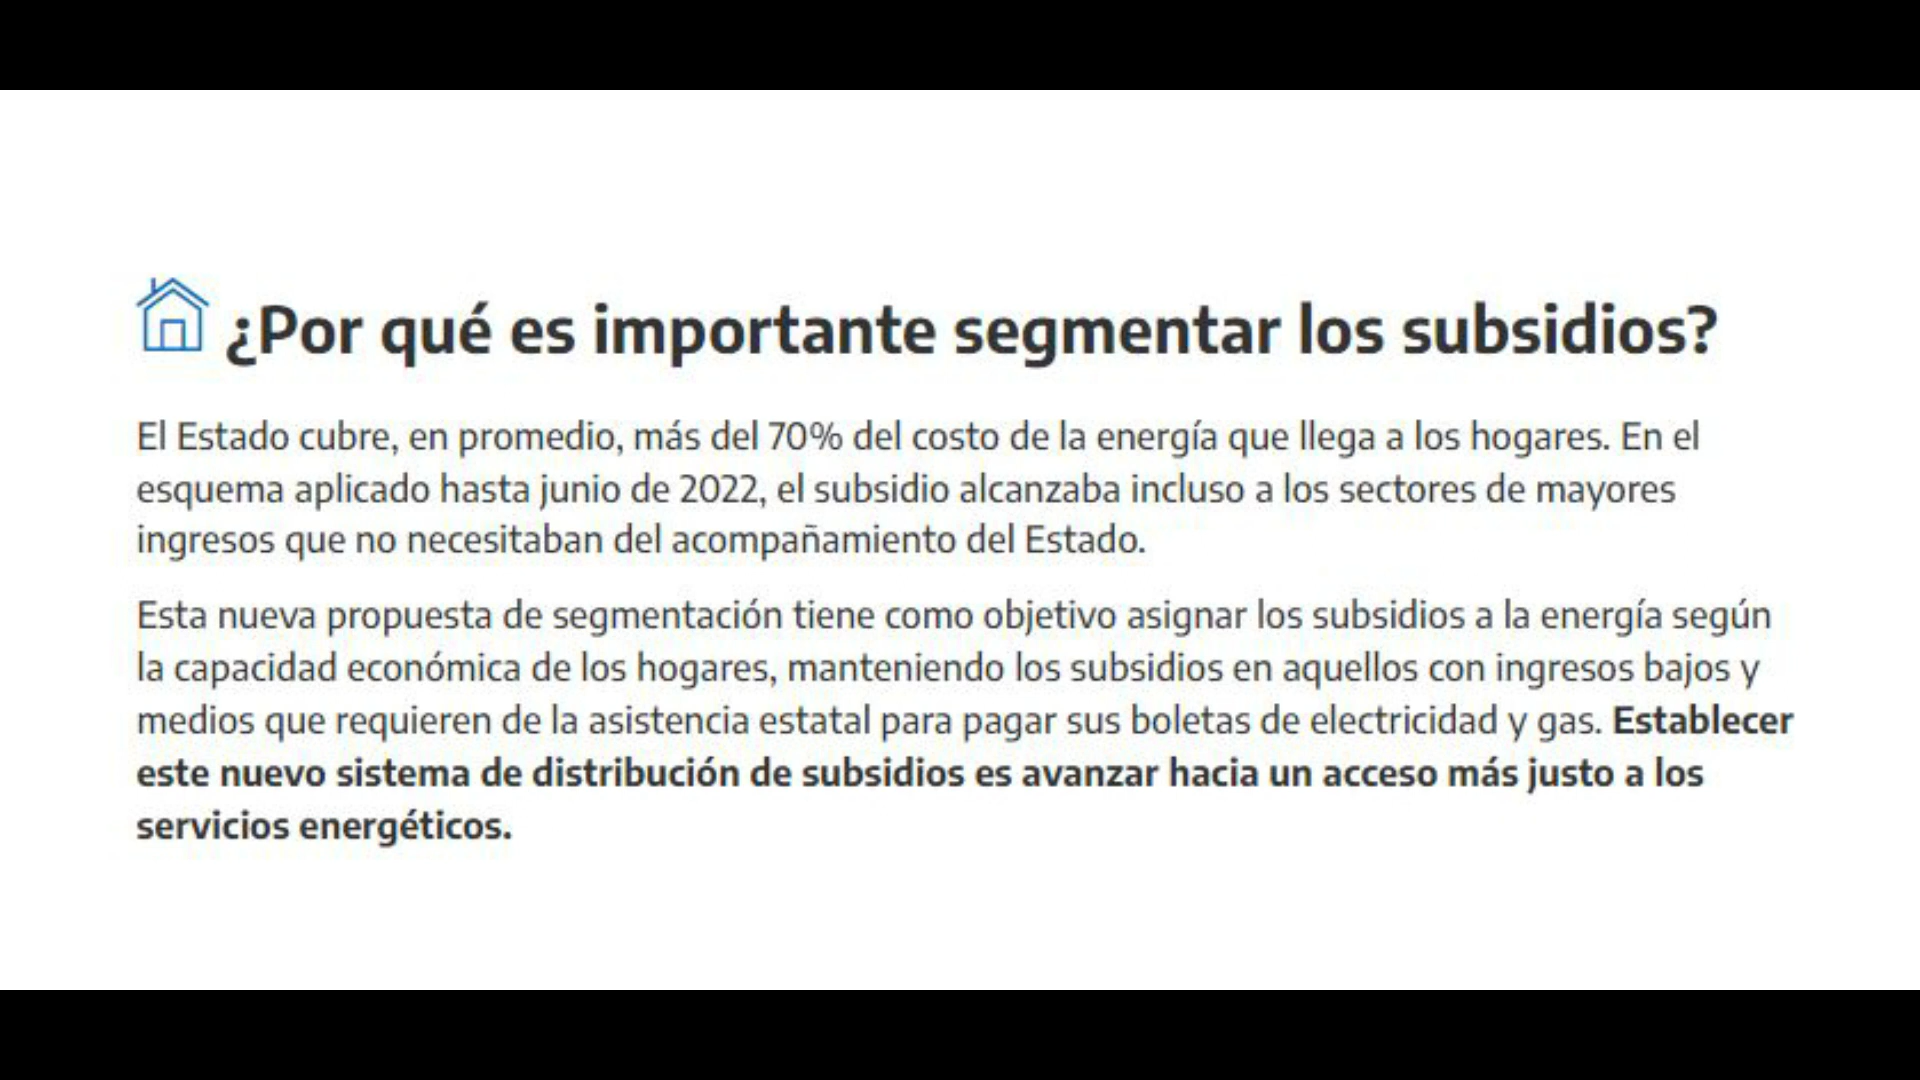 ¿Por qué es importante segmentar los subsidios?
El Estado cubre, en promedio, más del 70% del costo de la energía que llega a los hogares. En el
esquema aplicado hasta junio de 2022, el subsidio alcanzaba incluso a los sectores de mayores
ingresos que no necesitaban del acompañamiento del Estado.
Esta nueva propuesta de segmentación tiene como objetivo asignar los subsidios a la energía según
la capacidad económica de los hogares, manteniendo los subsidios en aquellos con ingresos bajos y
medios que requieren de la asistencia estatal para pagar sus boletas de electricidad y gas. Establecer
este nuevo sistema de distribución de subsidios es avanzar hacia un acceso más justo a los
servicios energéticos.